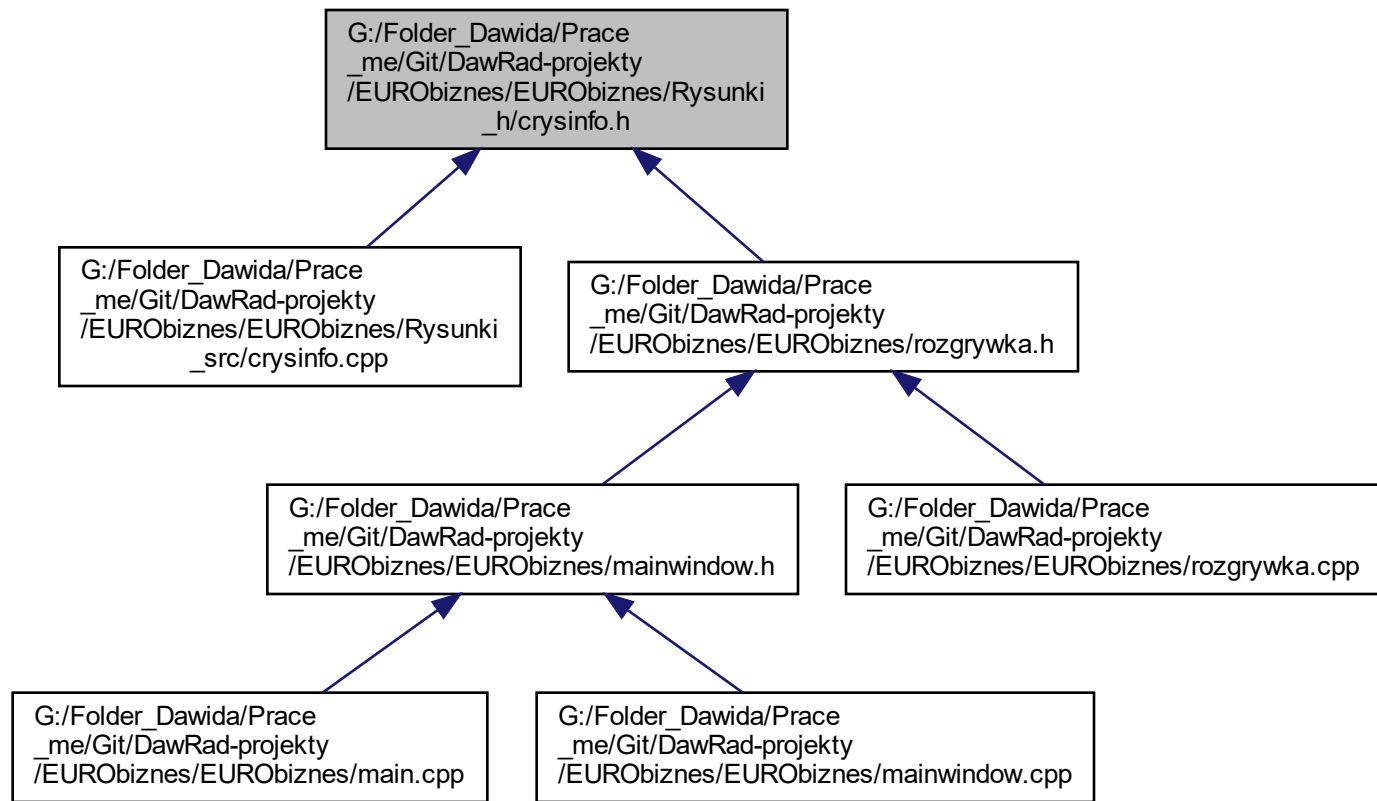 G:/Folder_Dawida/Prace
_me/Git/DawRad-projekty
/EURObiznes/EURObiznes/Rysunki
_h/crysinfo.h
G:/Folder_Dawida/Prace
_me/Git/DawRad-projekty
/EURObiznes/EURObiznes/Rysunki
_src/crysinfo.cpp
G:/Folder_Dawida/Prace
_me/Git/DawRad-projekty
/EURObiznes/EURObiznes/rozgrywka.h
G:/Folder_Dawida/Prace
_me/Git/DawRad-projekty
/EURObiznes/EURObiznes/mainwindow.h
G:/Folder_Dawida/Prace
_me/Git/DawRad-projekty
/EURObiznes/EURObiznes/rozgrywka.cpp
G:/Folder_Dawida/Prace
_me/Git/DawRad-projekty
/EURObiznes/EURObiznes/main.cpp
G:/Folder_Dawida/Prace
_me/Git/DawRad-projekty
/EURObiznes/EURObiznes/mainwindow.cpp